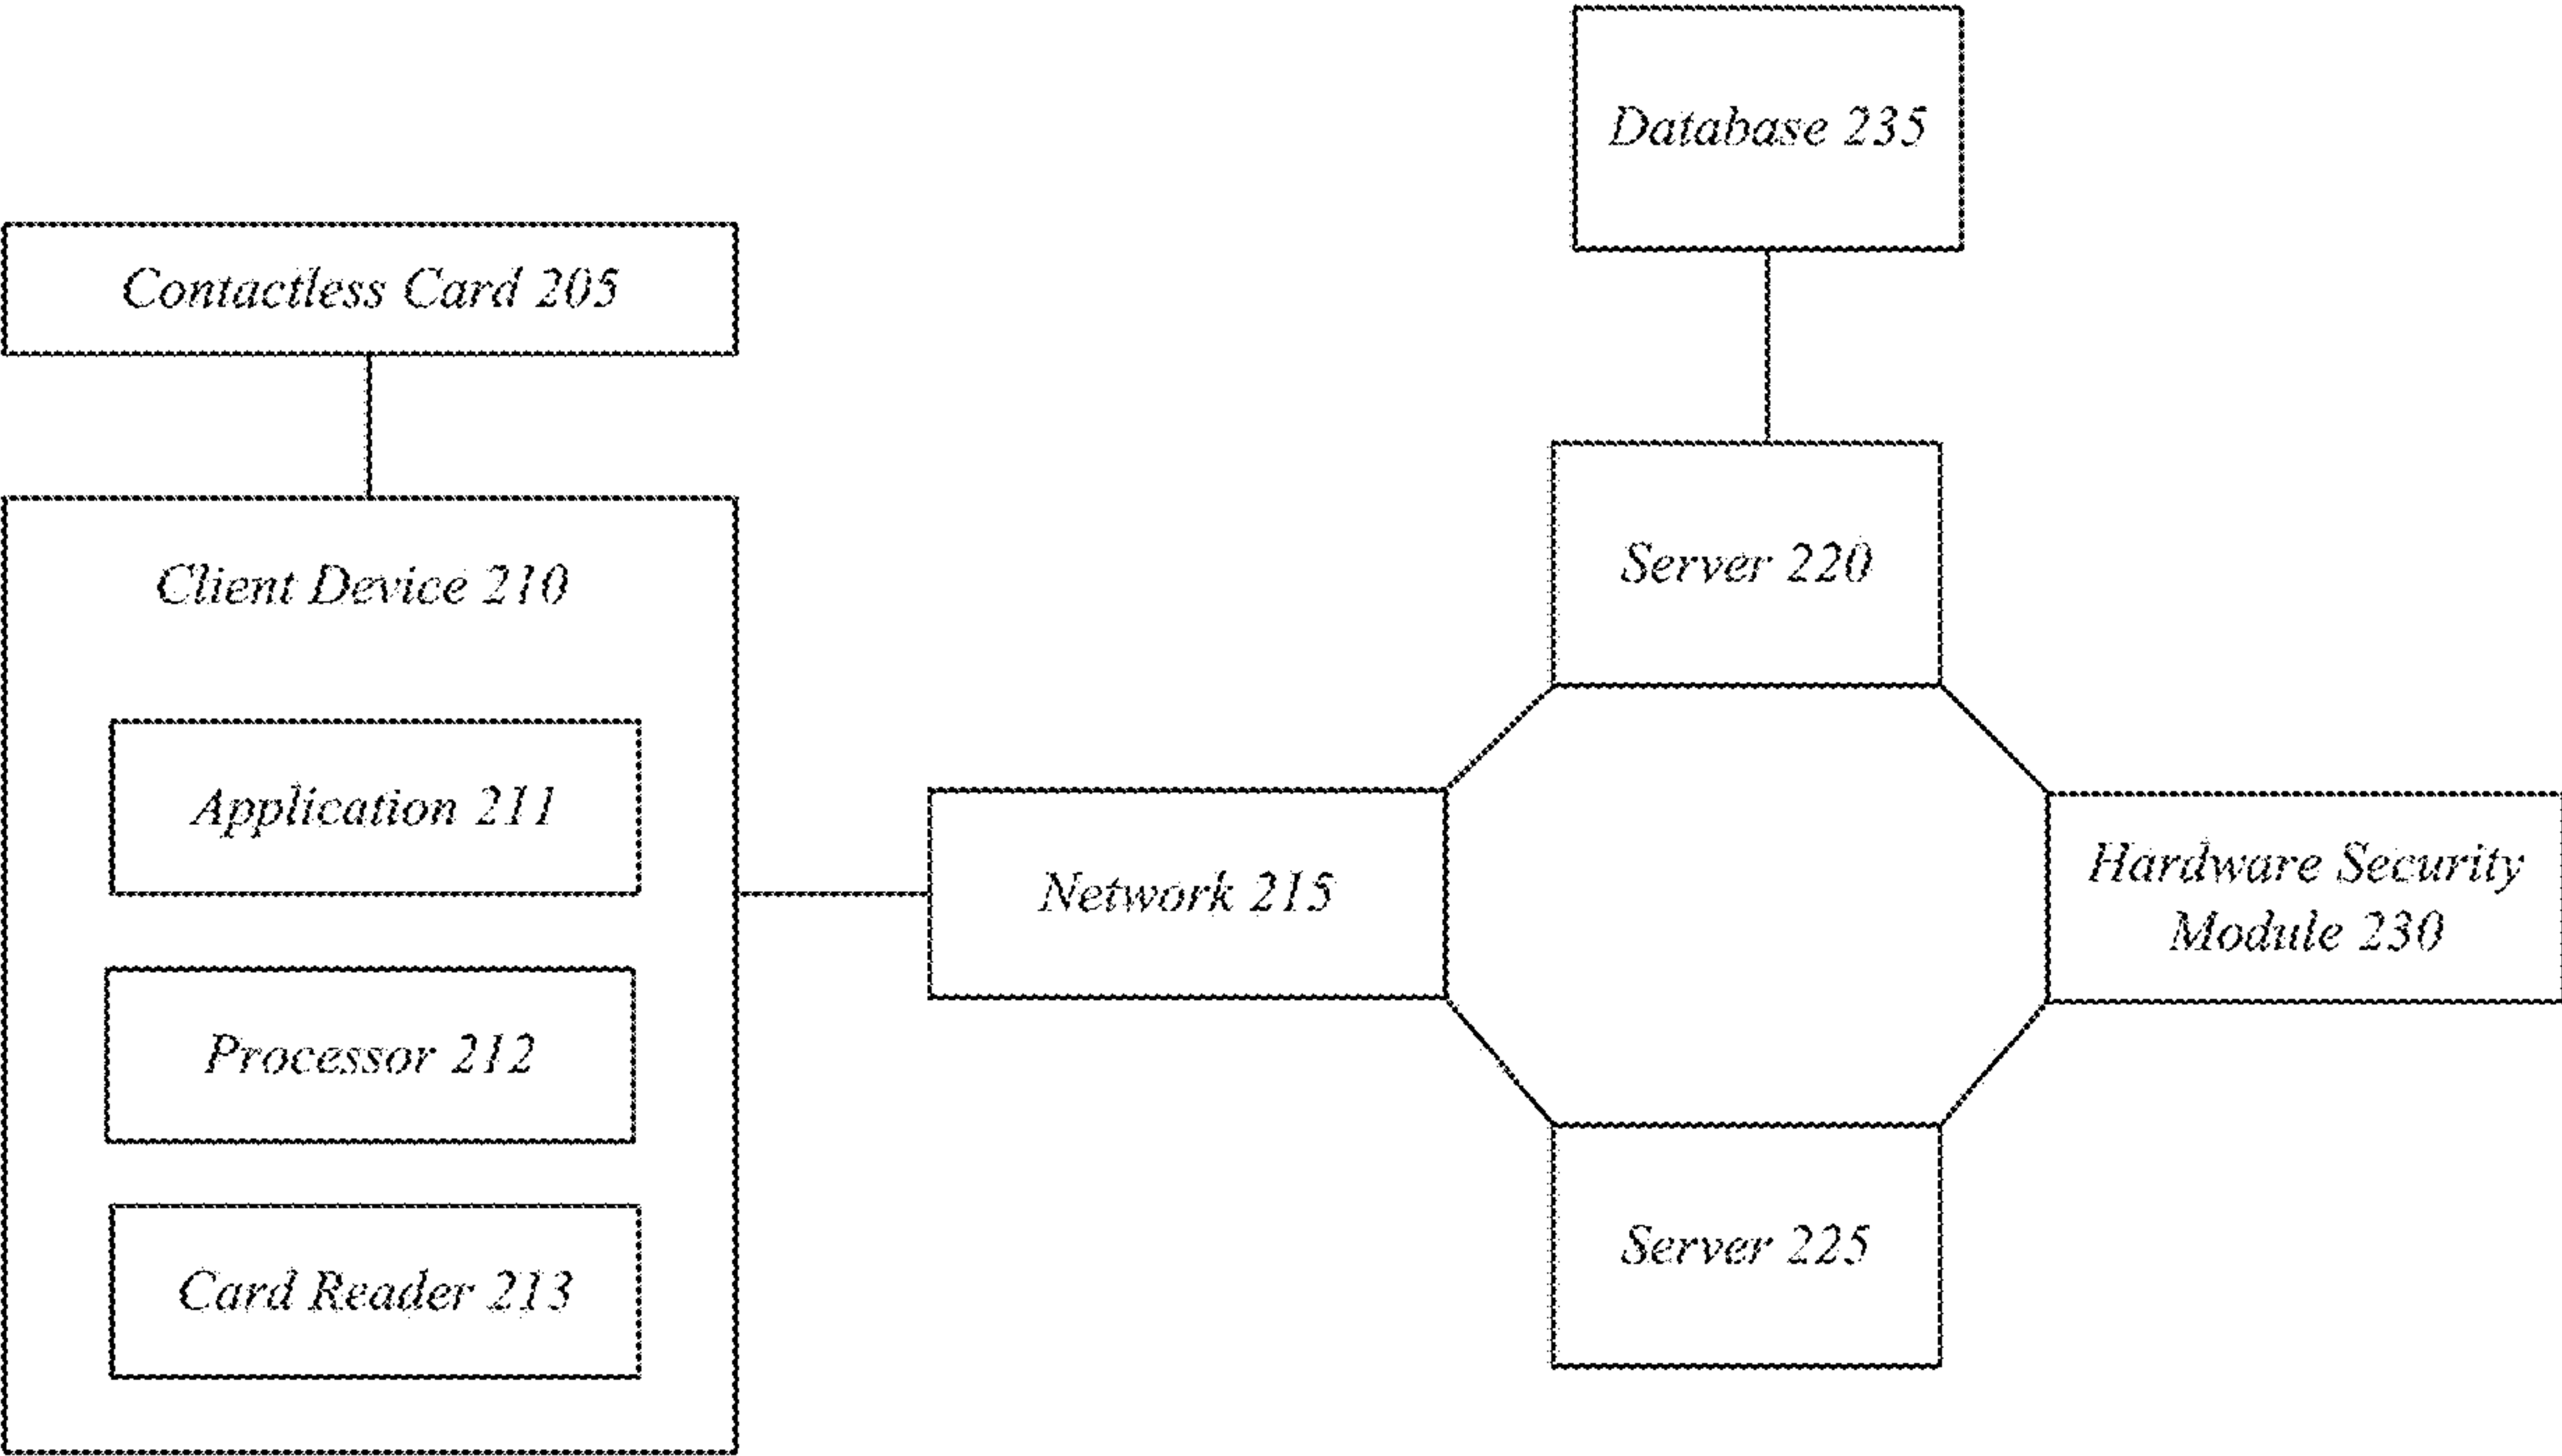 Database 235
Contactless Card 205
Client Device 210
Application 211
Processor 212
Card Reader 213
Network 215
Server 220
Hardware Security
Module 230
Server 225